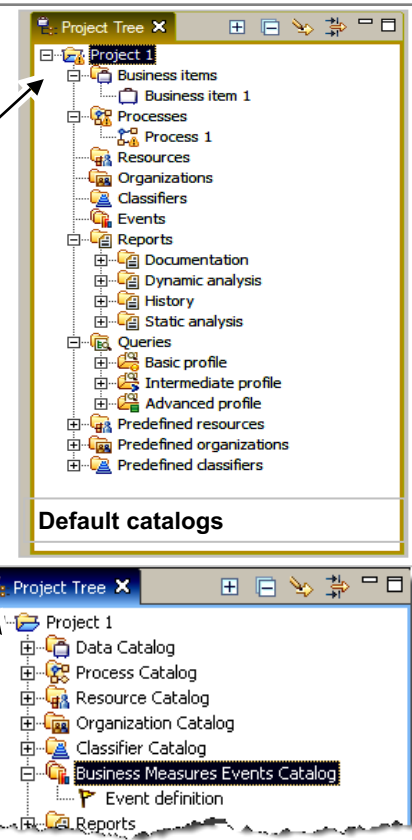 Project Tree
Project 1
Business items
Business item 1
Processes
Process 1
Resources
Organizations
Classifiers
Events
Reports
Documentation
Dynamic analysis
History
Static analysis
Queries
Basic profile
Intermediate profile
Advanced profile
Predefined resources
Predefined organizations
Predefined classifiers
Default catalogs
Project Tree
Project 1
Data Catalog
Process Catalog
Resource Catalog
Organization Catalog
Classifier Catalog
Business Measures Events Catalog
Event definition
Reports